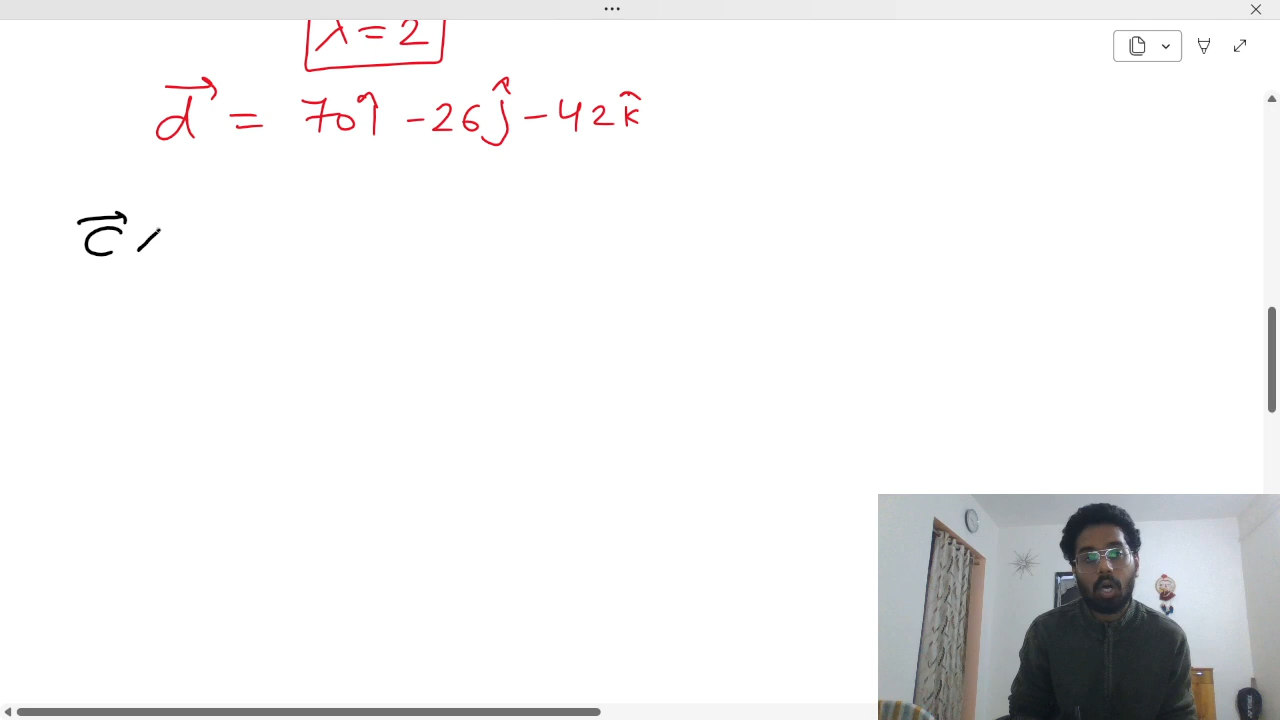 λ = 2
d⃗ = 70î - 26ĵ - 42k̂
c⃗